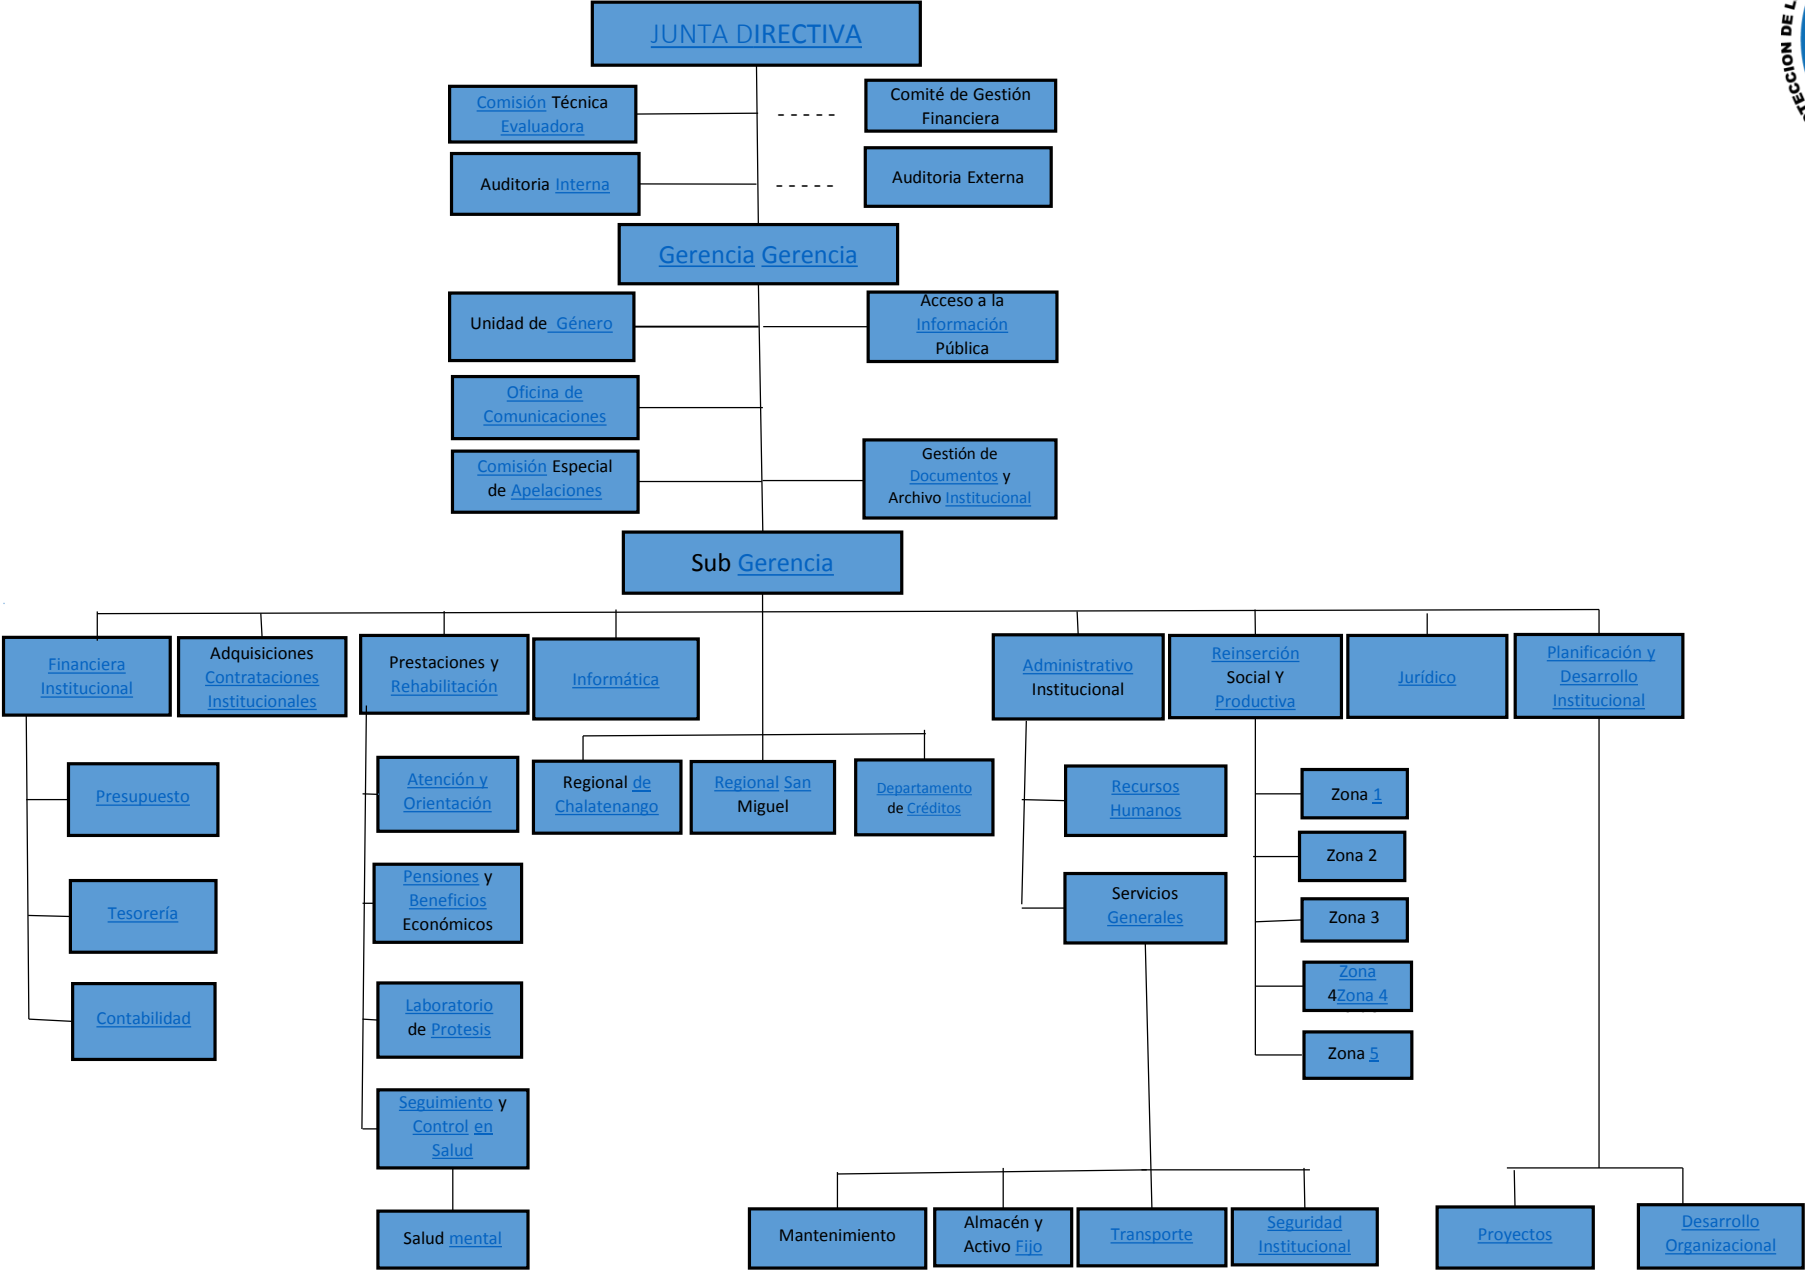 JUNTA DIRECTIVA
Comisión Técnica
Evaluadora
Comité de Gestión
Financiera
Auditoria Interna
Auditoria Externa
Gerencia Gerencia
Unidad de Género
Acceso a la
Información
Pública
Oficina de
Comunicaciones
Comisión Especial
de Apelaciones
Gestión de
Documentos y
Archivo Institucional
Sub Gerencia
Financiera
Institucional
Adquisiciones
Contrataciones
Institucionales
Prestaciones y
Rehabilitación
Informática
Administrativo
Institucional
Reinserción
Social Y
Productiva
Jurídico
Planificación y
Desarrollo
Institucional
Presupuesto
Tesorería
Contabilidad
Atención y
Orientación
Pensiones y
Beneficios
Económicos
Laboratorio
de Protesis
Seguimiento y
Control en
Salud
Salud mental
Regional de
Chalatenango
Regional San
Miguel
Departamento
de Créditos
Recursos
Humanos
Servicios
Generales
Zona 1
Zona 2
Zona 3
Zona
4Zona 4
Zona 5
Mantenimiento
Almacén y
Activo Fijo
Transporte
Seguridad
Institucional
Proyectos
Desarrollo
Organizacional